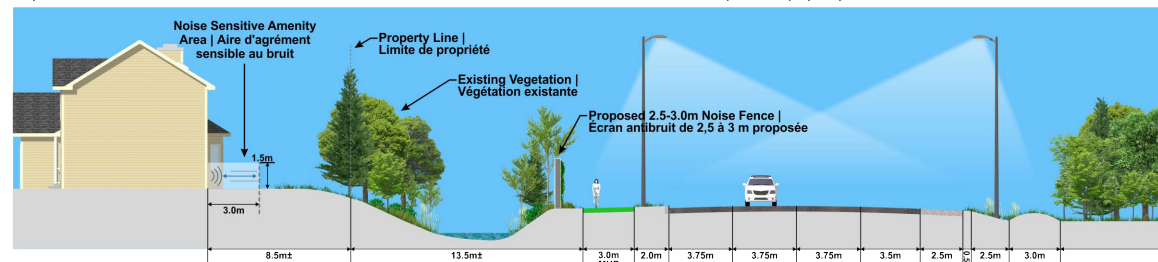 Noise Sensitive Amenity
Area | Aire d'agrément
sensible au bruit
Property Line |
Limite de propriété
Existing Vegetation |
Végétation existante
Proposed 2.5-3.0m Noise Fence |
Écran antibruit de 2,5 à 3 m proposée
1.5m
3.0m
8.5m±
13.5m±
3.0m
2.0m
3.75m
3.75m
3.75m
3.5m
2.5m
2.5m
3.0m